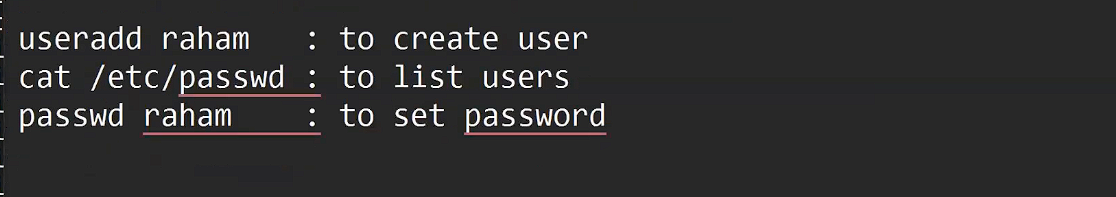 useradd raham   : to create user
cat /etc/passwd : to list users
passwd raham    : to set password